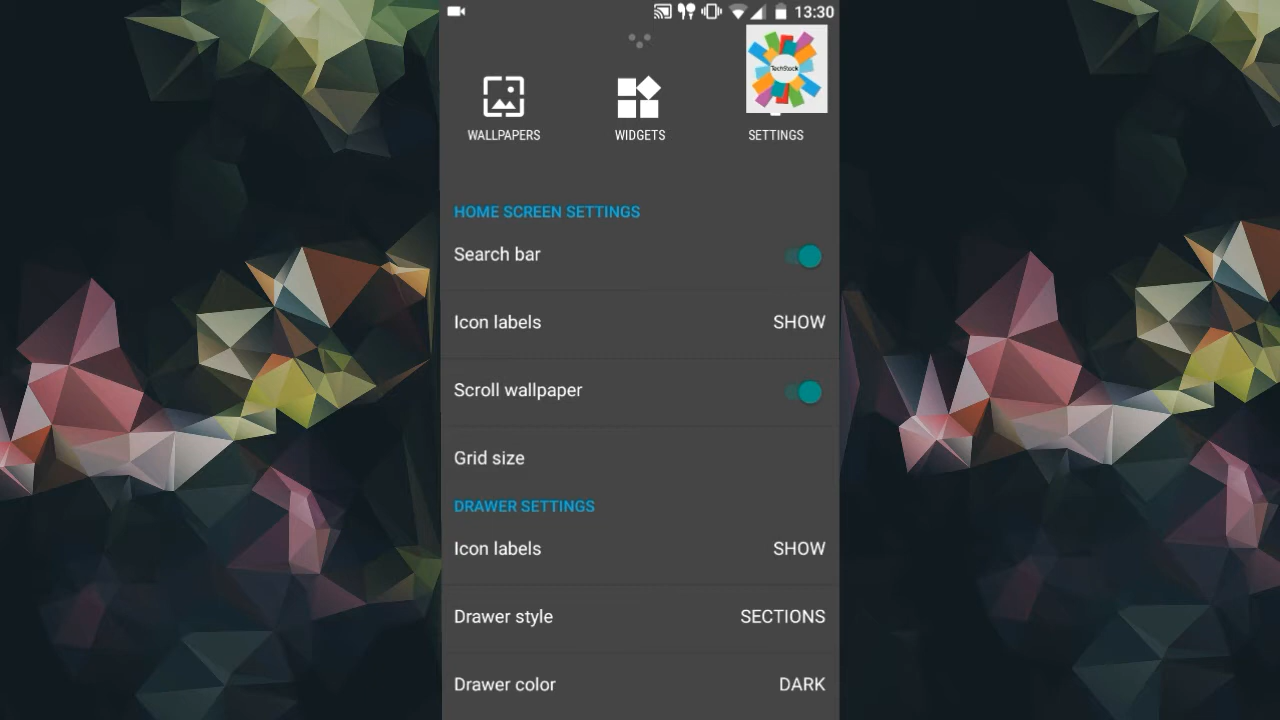 13:30
TechStock
WALLPAPERS WIDGETS SETTINGS
HOME SCREEN SETTINGS
Search bar
Icon labels SHOW
Scroll wallpaper
Grid size
DRAWER SETTINGS
Icon labels SHOW
Drawer style SECTIONS
Drawer color DARK